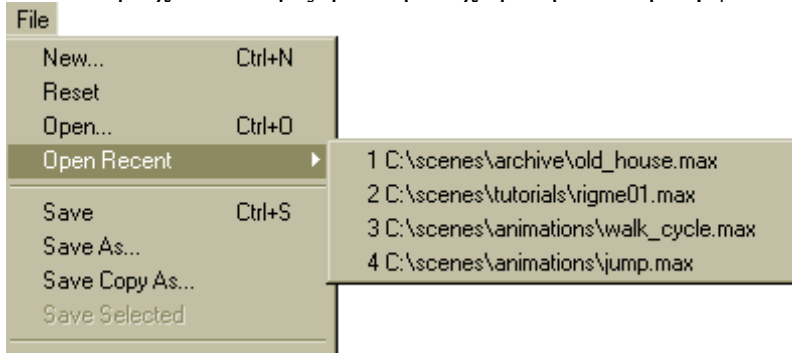 File
New... Ctrl+N
Reset
Open... Ctrl+O
Open Recent
1 C:\scenes\archive\old_house.max
2 C:\scenes\tutorials\rigme01.max
3 C:\scenes\animations\walk_cycle.max
4 C:\scenes\animations\jump.max
Save Ctrl+S
Save As...
Save Copy As...
Save Selected